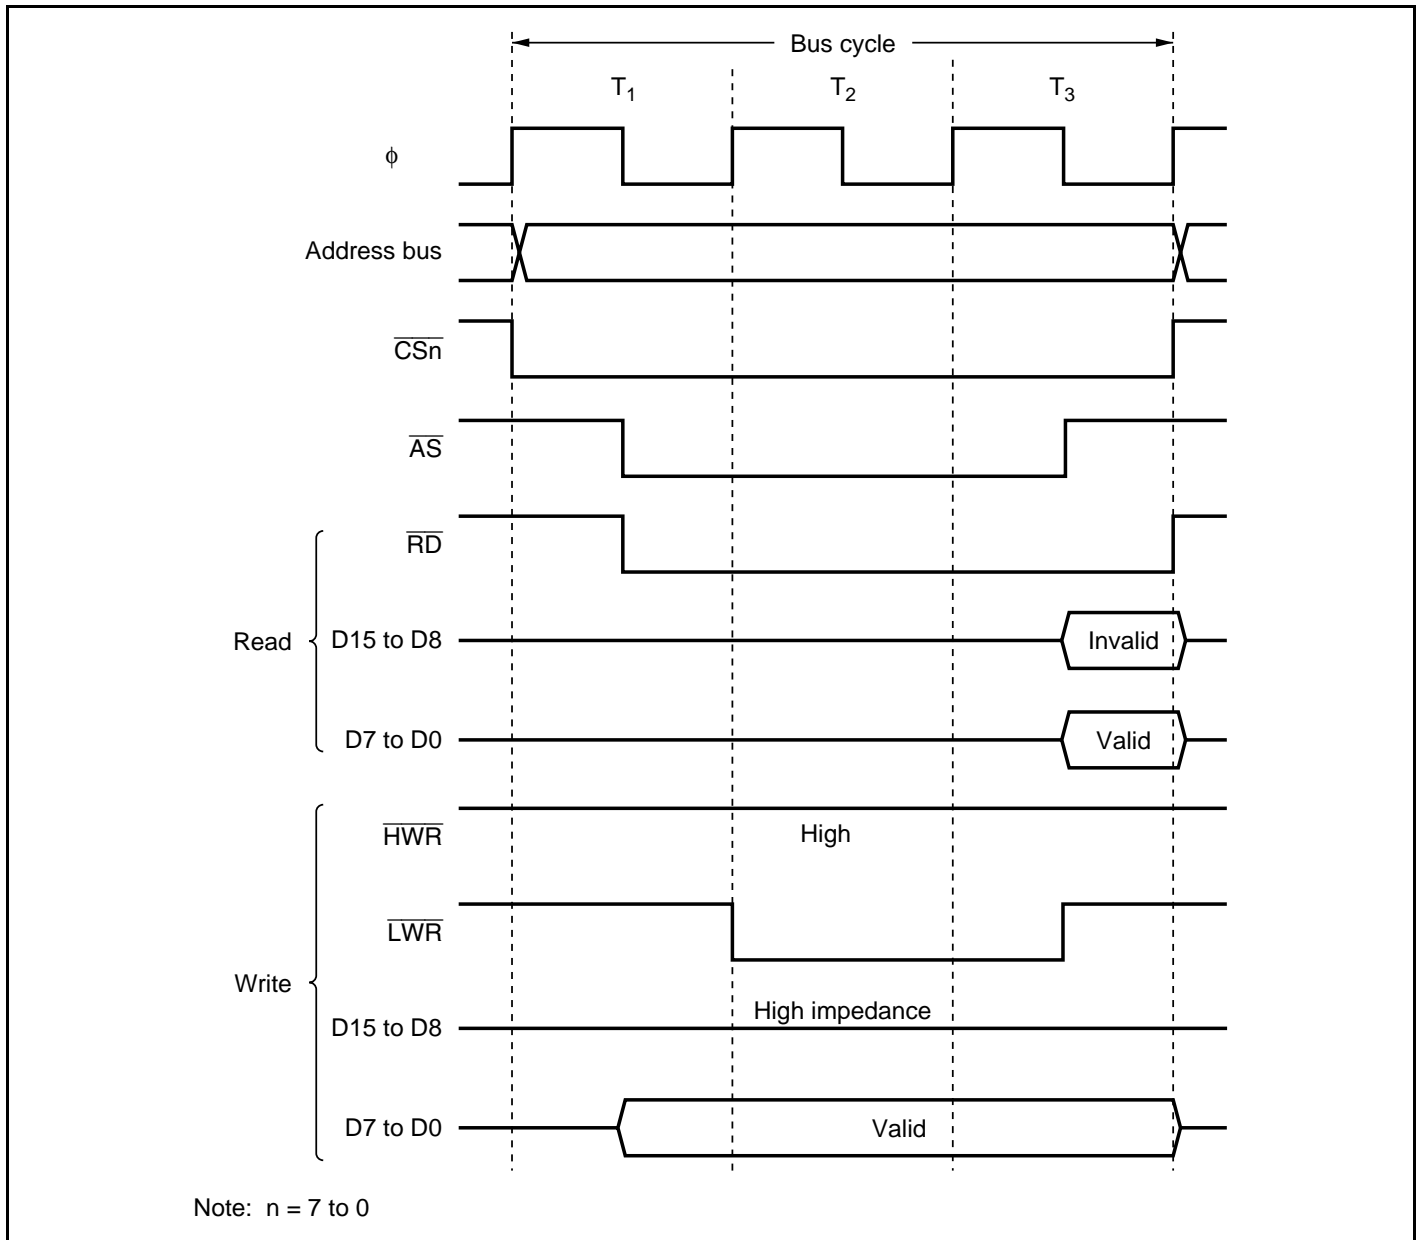 Bus cycle
T1 T2 T3
ϕ
Address bus
CSn
AS
RD
Read
D15 to D8
Invalid
D7 to D0
Valid
HWR
High
LWR
Write
High impedance
D15 to D8
D7 to D0
Valid
Note: n = 7 to 0